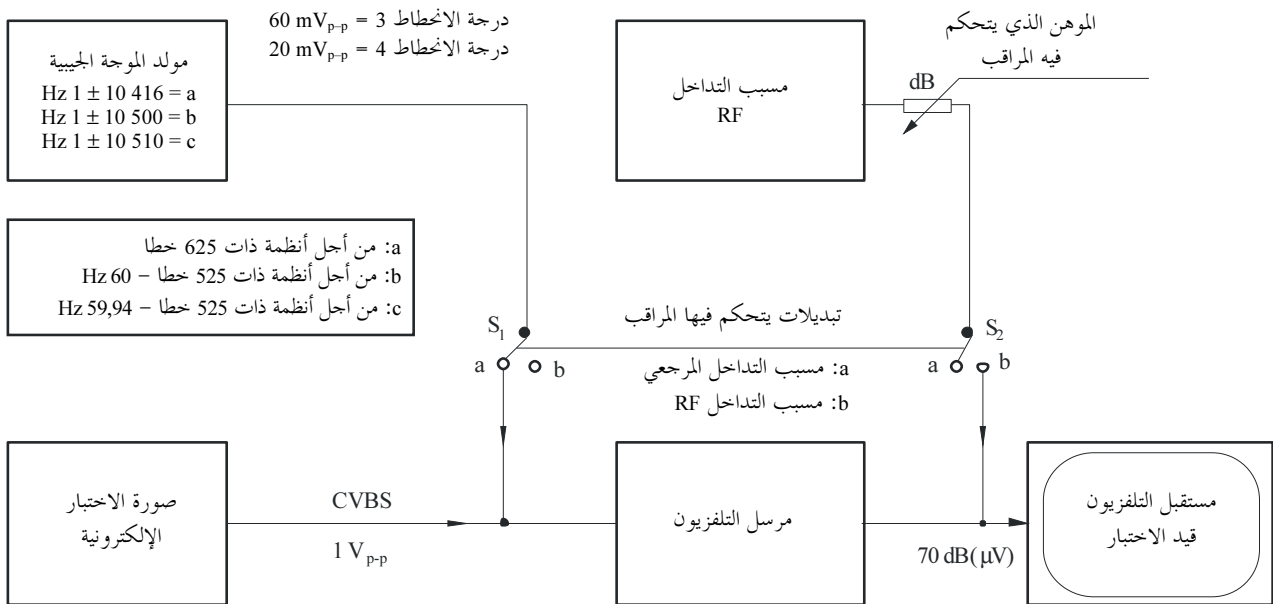 درجة الانحطاط 3 = 60 mVp–p
درجة الانحطاط 4 = 20 mVp–p
مولد الموجة الجيبية
Hz 1 ± 10 416 = a
Hz 1 ± 10 500 = b
Hz 1 ± 10 510 = c
مسبب التداخل
RF
الموهن الذي يتحكم
فيه المراقب
dB
a: من أجل أنظمة ذات 625 خطا
b: من أجل أنظمة ذات 525 خطا – 60 Hz
c: من أجل أنظمة ذات 525 خطا – 59,94 Hz
تبديلات يتحكم فيها المراقب
S1
S2
a
b
a
b
a: مسبب التداخل المرجعي
b: مسبب التداخل RF
صورة الاختبار
الإلكترونية
CVBS
1 Vp-p
مرسل التلفزيون
70 dB(µV)
مستقبل التلفزيون
قيد الاختبار